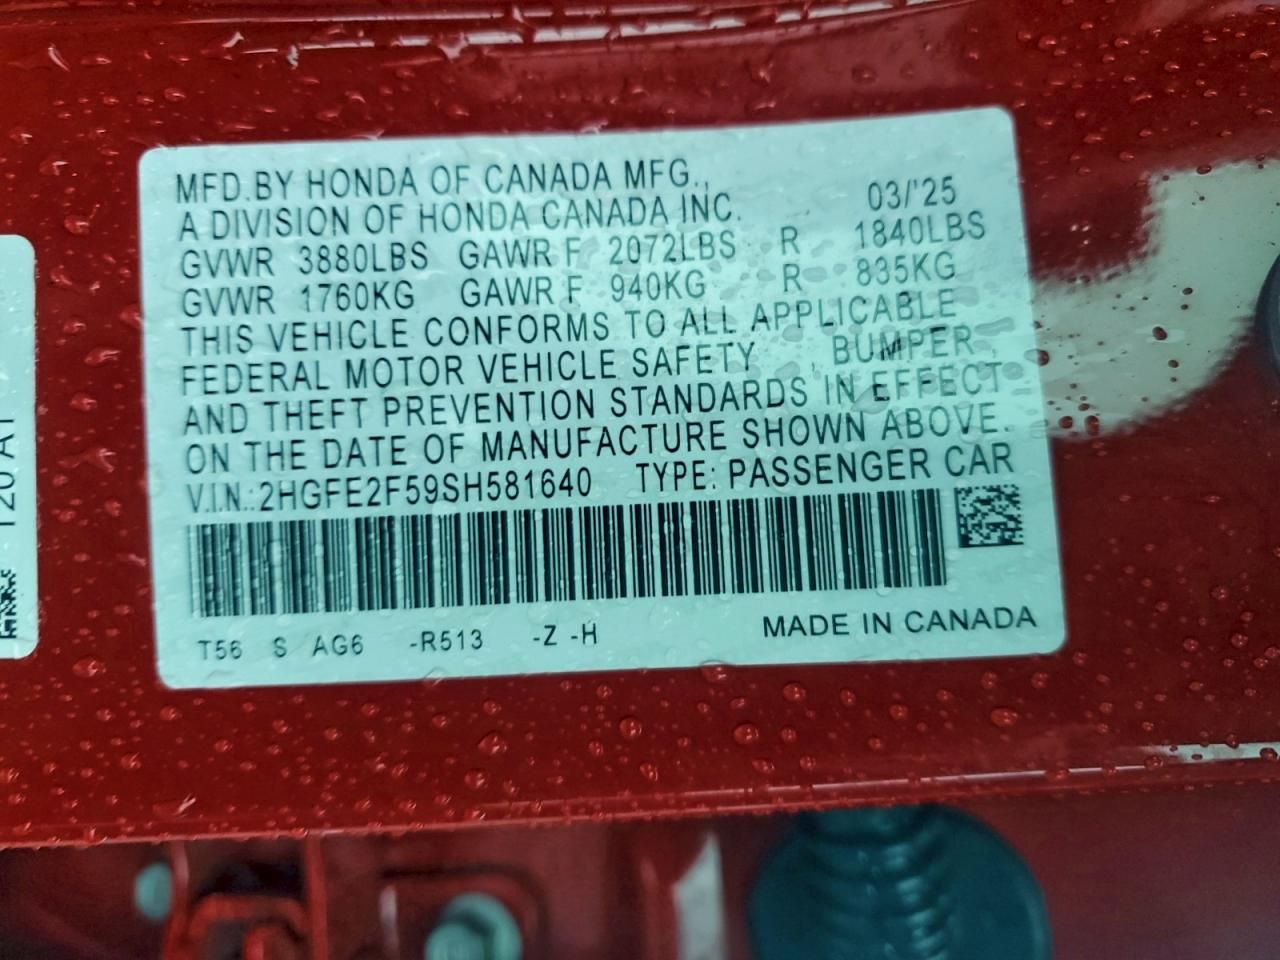 MFD.BY HONDA OF CANADA MFG.,
A DIVISION OF HONDA CANADA INC. 03/'25
GVWR 3880LBS GAWR F 2072LBS R 1840LBS
GVWR 1760KG GAWR F 940KG R 835KG
THIS VEHICLE CONFORMS TO ALL APPLICABLE
FEDERAL MOTOR VEHICLE SAFETY, BUMPER,
AND THEFT PREVENTION STANDARDS IN EFFECT
ON THE DATE OF MANUFACTURE SHOWN ABOVE.
V.I.N.:2HGFE2F59SH581640 TYPE: PASSENGER CAR
T56 S AG6 -R513 -Z -H MADE IN CANADA
120 A1